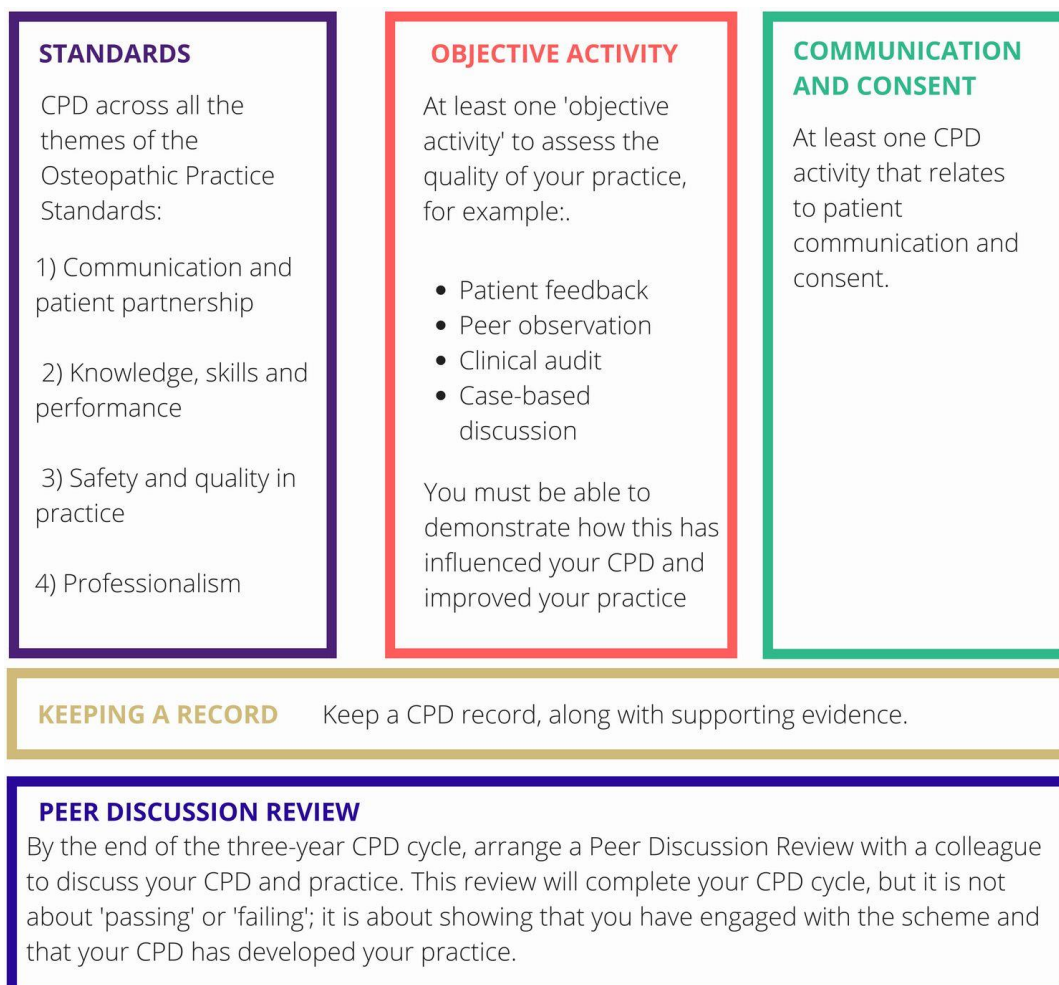 STANDARDS
CPD across all the
themes of the
Osteopathic Practice
Standards:
1) Communication and
patient partnership
2) Knowledge, skills and
performance
3) Safety and quality in
practice
4) Professionalism
OBJECTIVE ACTIVITY
At least one 'objective
activity' to assess the
quality of your practice,
for example:.
• Patient feedback
• Peer observation
• Clinical audit
• Case-based
discussion
You must be able to
demonstrate how this has
influenced your CPD and
improved your practice
COMMUNICATION
AND CONSENT
At least one CPD
activity that relates
to patient
communication and
consent.
KEEPING A RECORD Keep a CPD record, along with supporting evidence.
PEER DISCUSSION REVIEW
By the end of the three-year CPD cycle, arrange a Peer Discussion Review with a colleague
to discuss your CPD and practice. This review will complete your CPD cycle, but it is not
about 'passing' or 'failing'; it is about showing that you have engaged with the scheme and
that your CPD has developed your practice.